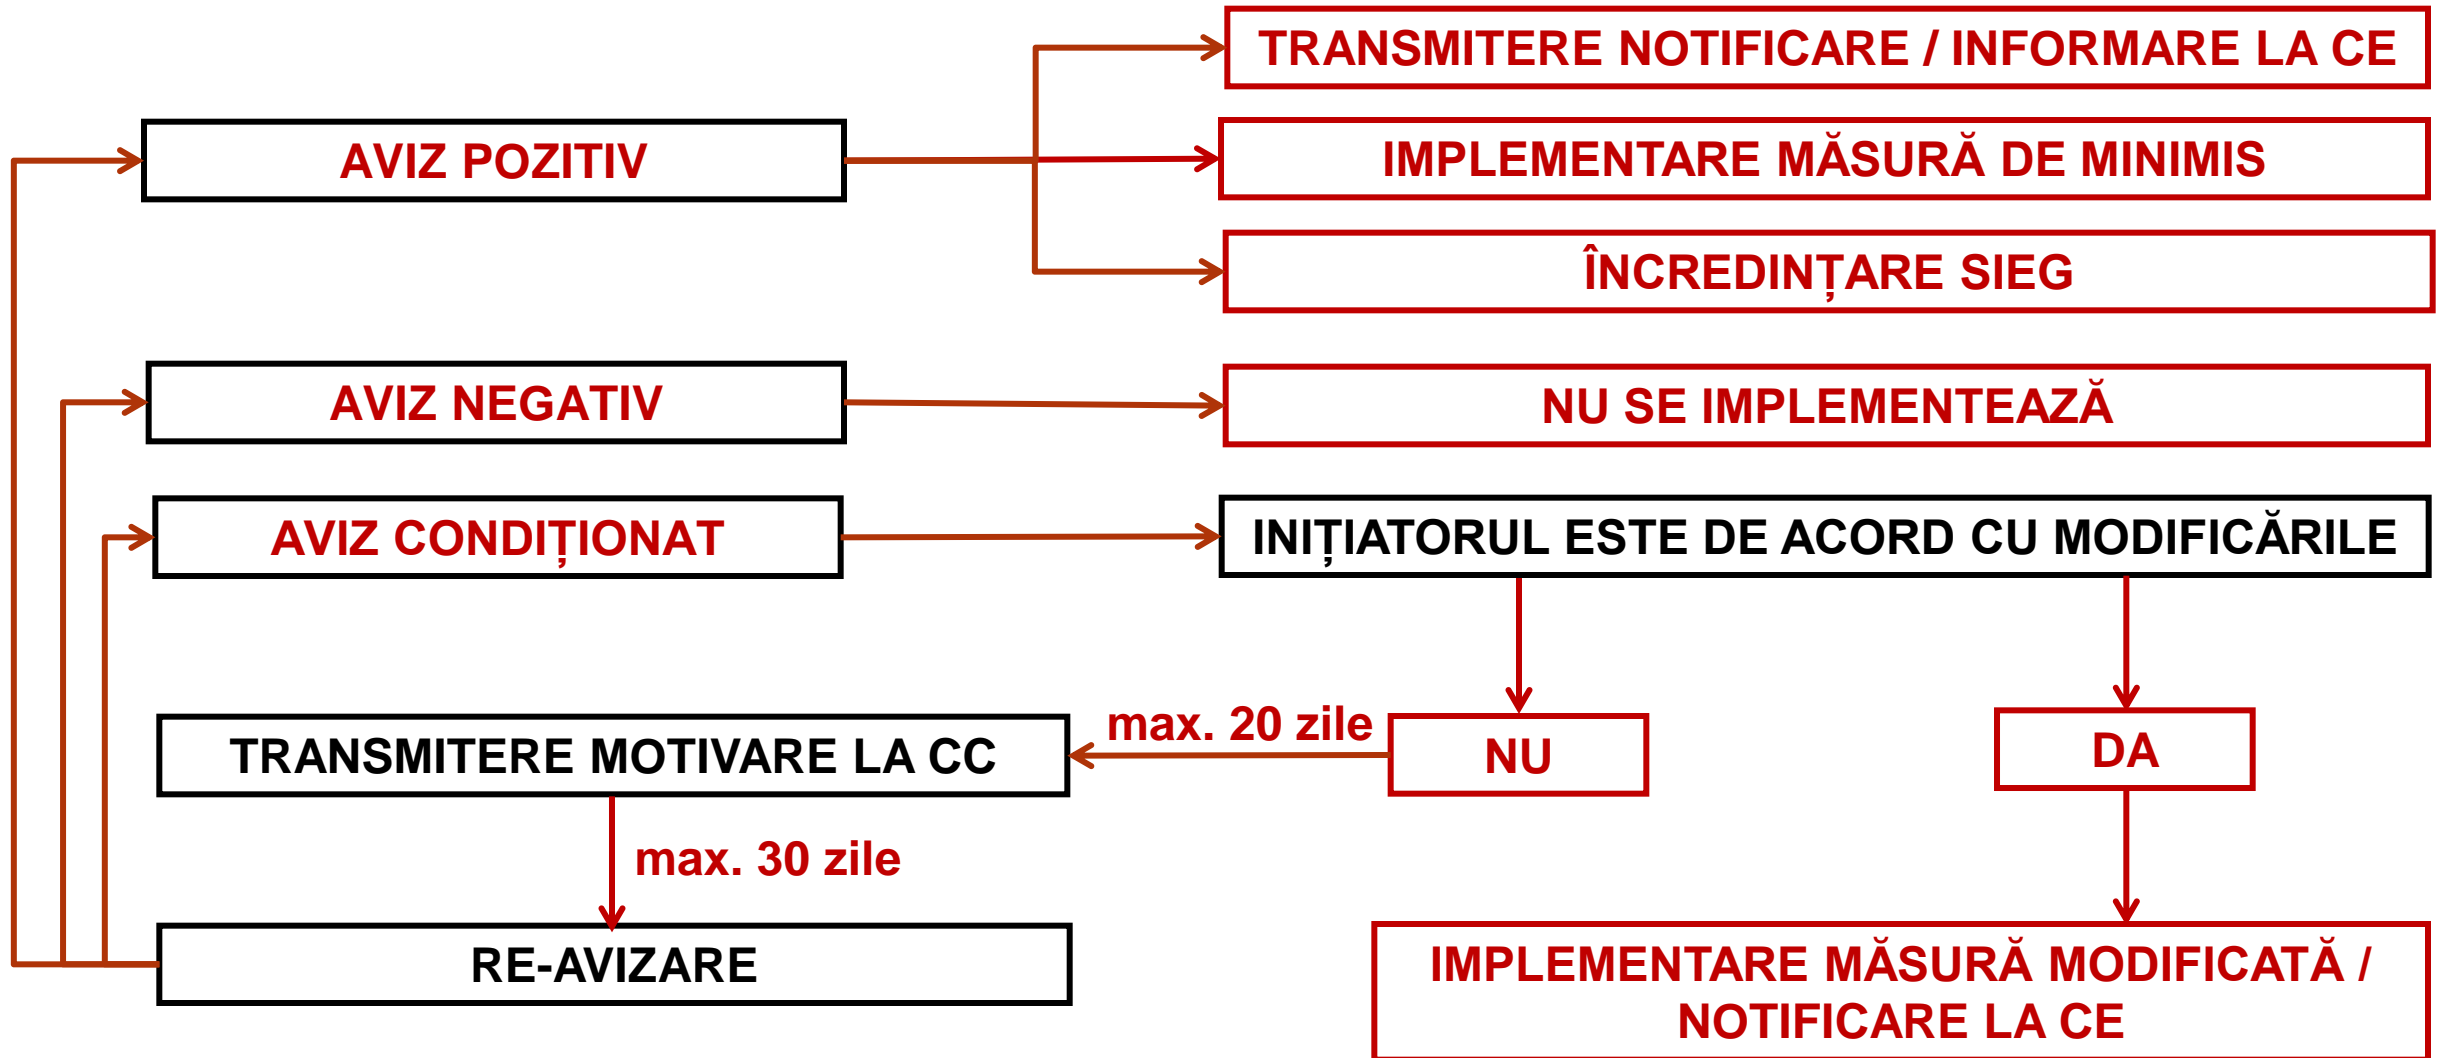 TRANSMITERE NOTIFICARE / INFORMARE LA CE
AVIZ POZITIV
IMPLEMENTARE MĂSURĂ DE MINIMIS
ÎNCREDINȚARE SIEG
AVIZ NEGATIV
NU SE IMPLEMENTEAZĂ
AVIZ CONDIȚIONAT
INIȚIATORUL ESTE DE ACORD CU MODIFICĂRILE
TRANSMITERE MOTIVARE LA CC
max. 20 zile
NU
DA
max. 30 zile
RE-AVIZARE
IMPLEMENTARE MĂSURĂ MODIFICATĂ /
NOTIFICARE LA CE